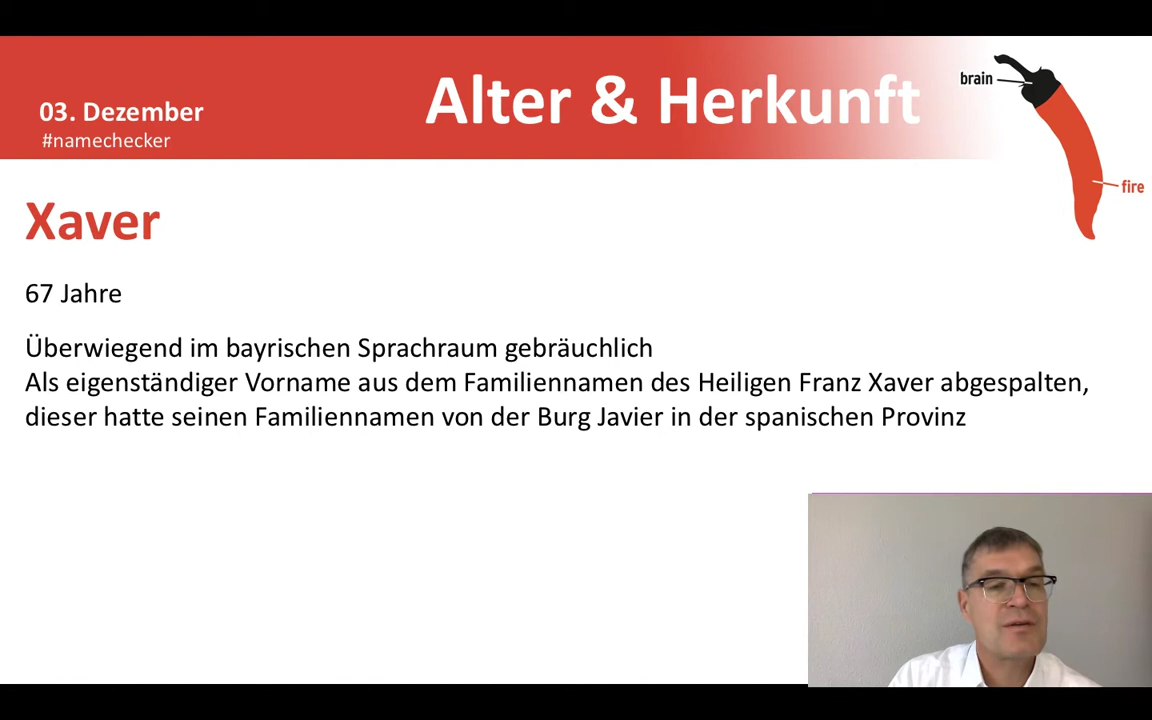 03. Dezember
#namechecker
Alter & Herkunft
brain
fire
Xaver
67 Jahre
Überwiegend im bayrischen Sprachraum gebräuchlich
Als eigenständiger Vorname aus dem Familiennamen des Heiligen Franz Xaver abgespalten,
dieser hatte seinen Familiennamen von der Burg Javier in der spanischen Provinz